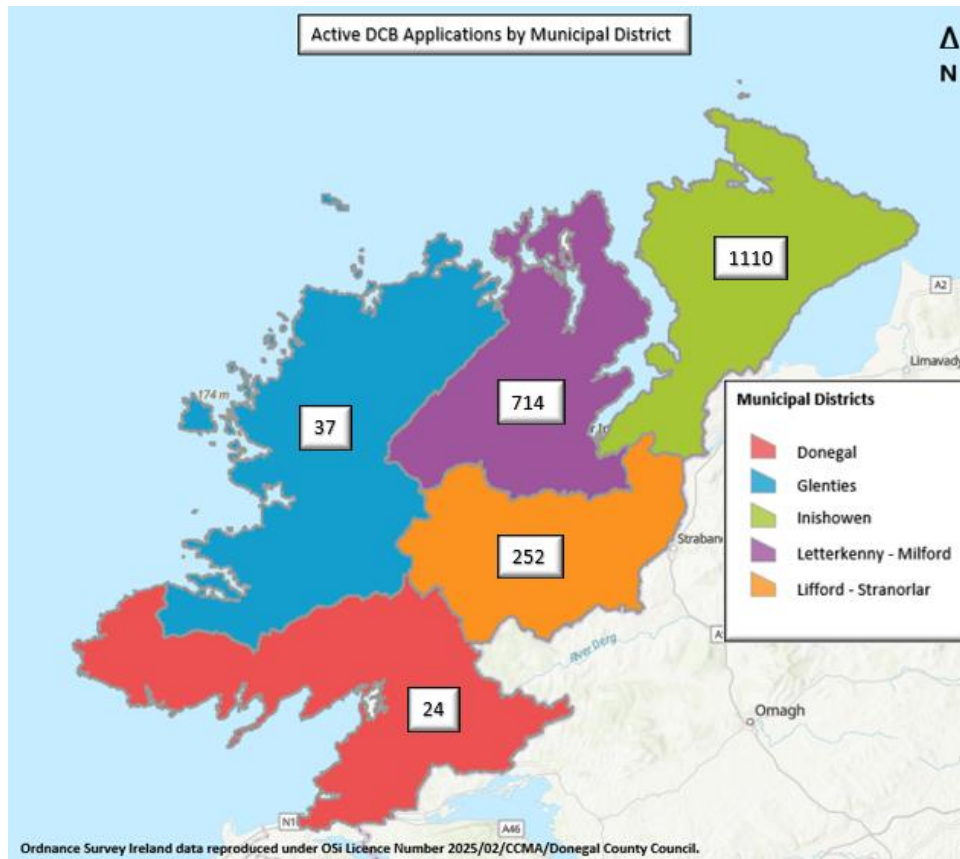 Active DCB Applications by Municipal District
Δ
N
1110
A2
Limavady
174 m
37
714
Municipal Districts
Donegal
Glenties
Inishowen
Letterkenny - Milford
Lifford - Stranorlar
252
Strabane
River Derg
24
Omagh
N1
A46
Ordnance Survey Ireland data reproduced under OSi Licence Number 2025/02/CCMA/Donegal County Council.